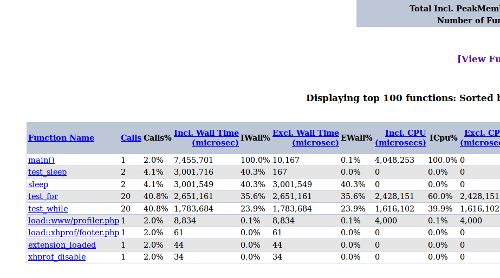 Total Incl. PeakMem
Number of Fu
[View Fu
Displaying top 100 functions: Sorted b
Function Name Calls Calls% Incl. Wall Time (microsec) IWall% Excl. Wall Time (microsec) EWall% Incl. CPU (microsecs) ICpu% Excl. CP (microsec
main() 1 2.0% 7,455,701 100.0% 10,167 0.1% 4,048,253 100.0% 0
test_sleep 2 4.1% 3,001,716 40.3% 167 0.0% 0 0.0% 0
sleep 2 4.1% 3,001,549 40.3% 3,001,549 40.3% 0 0.0% 0
test_for 20 40.8% 2,651,161 35.6% 2,651,161 35.6% 2,428,151 60.0% 2,428,151
test_while 20 40.8% 1,783,684 23.9% 1,783,684 23.9% 1,616,102 39.9% 1,616,102
load::www/profiler.php 1 2.0% 8,834 0.1% 8,834 0.1% 4,000 0.1% 4,000
load::xhprof/footer.php 1 2.0% 61 0.0% 61 0.0% 0 0.0% 0
extension_loaded 1 2.0% 44 0.0% 44 0.0% 0 0.0% 0
xhprof_disable 1 2.0% 34 0.0% 34 0.0% 0 0.0% 0